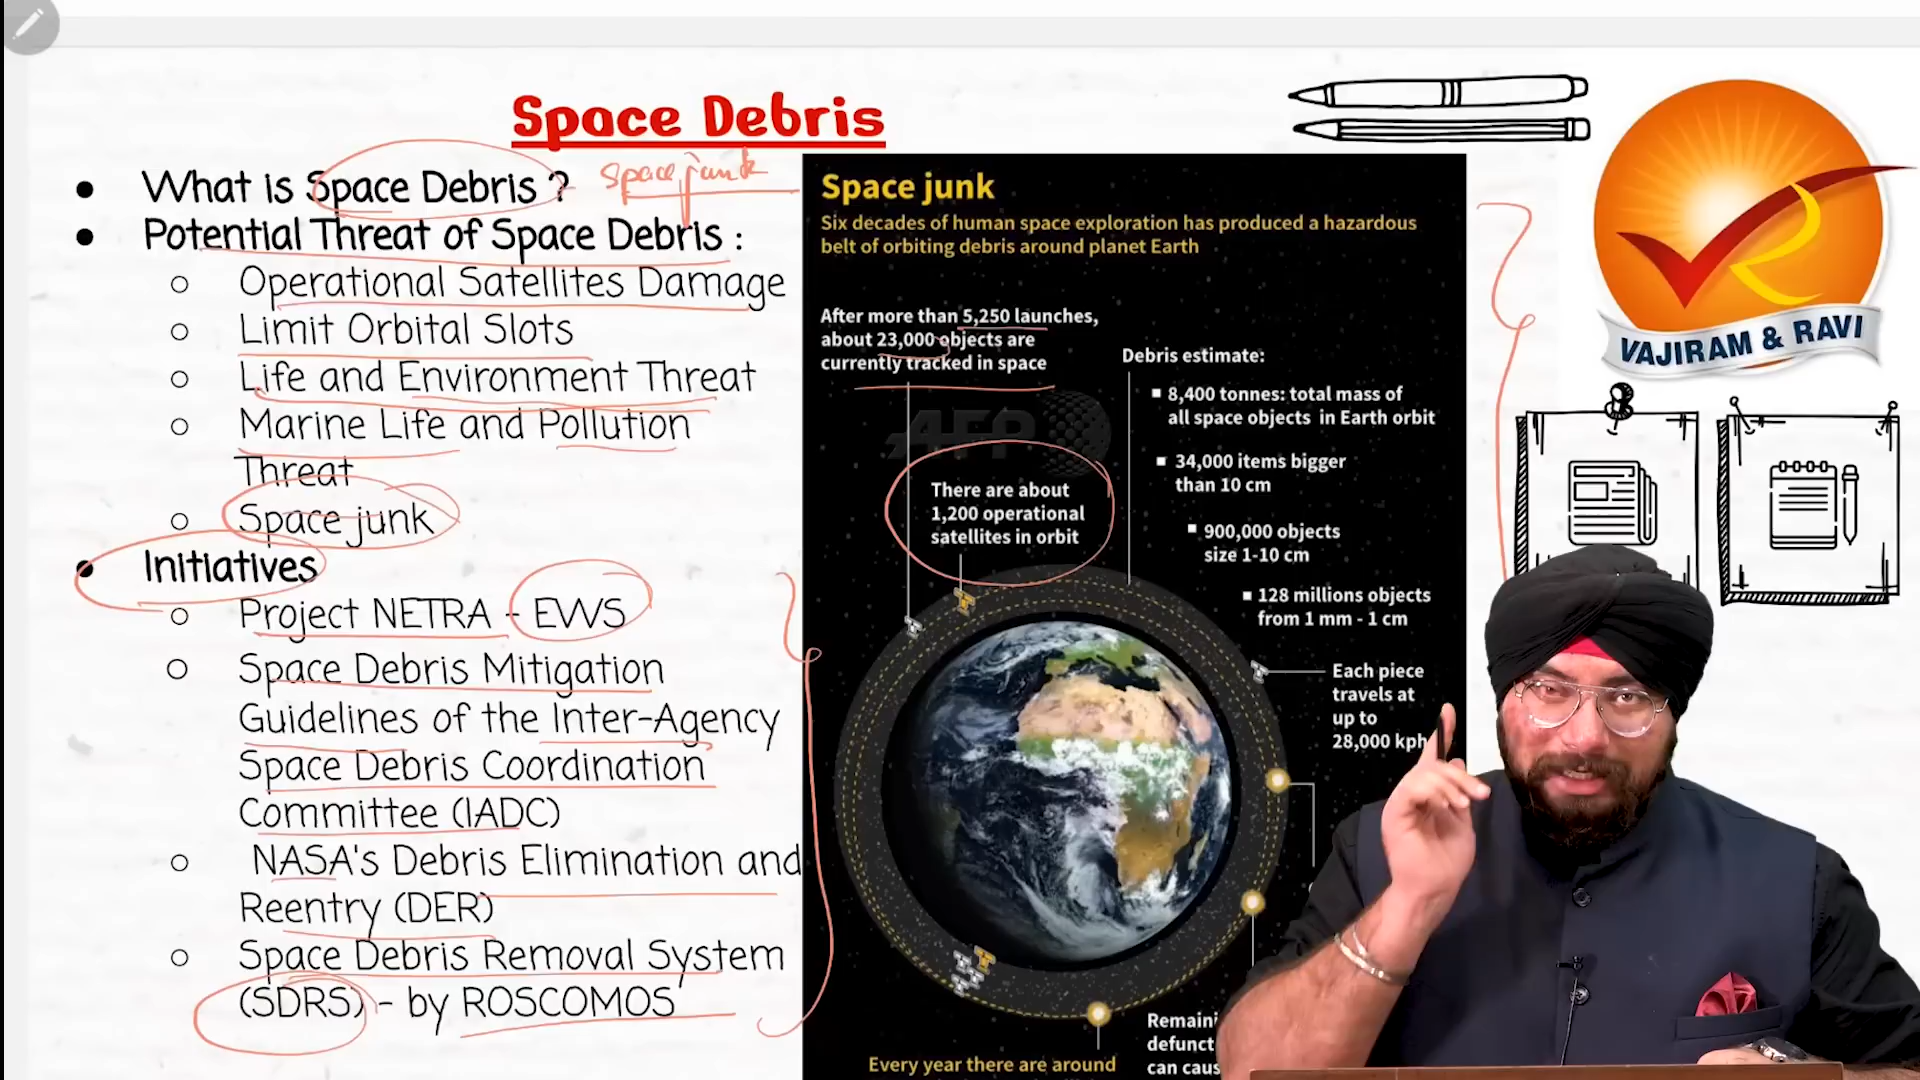 Space Debris
What is Space Debris ?
space junk
Potential Threat of Space Debris :
Operational Satellites Damage
Limit Orbital Slots
Life and Environment Threat
Marine Life and Pollution
Threat
Space junk
Initiatives
Project NETRA - EWS
Space Debris Mitigation
Guidelines of the Inter-Agency
Space Debris Coordination
Committee (IADC)
NASA's Debris Elimination and
Reentry (DER)
Space Debris Removal System
(SDRS) - by ROSCOMOS
Space junk
Six decades of human space exploration has produced a hazardous
belt of orbiting debris around planet Earth
After more than 5,250 launches,
about 23,000 objects are
currently tracked in space
AFP
There are about
1,200 operational
satellites in orbit
Debris estimate:
8,400 tonnes: total mass of
all space objects in Earth orbit
34,000 items bigger
than 10 cm
900,000 objects
size 1-10 cm
128 millions objects
from 1 mm - 1 cm
Each piece
travels at
up to
28,000 kph
Every year there are around
Remaini
defunct
can caus
VAJIRAM & RAVI